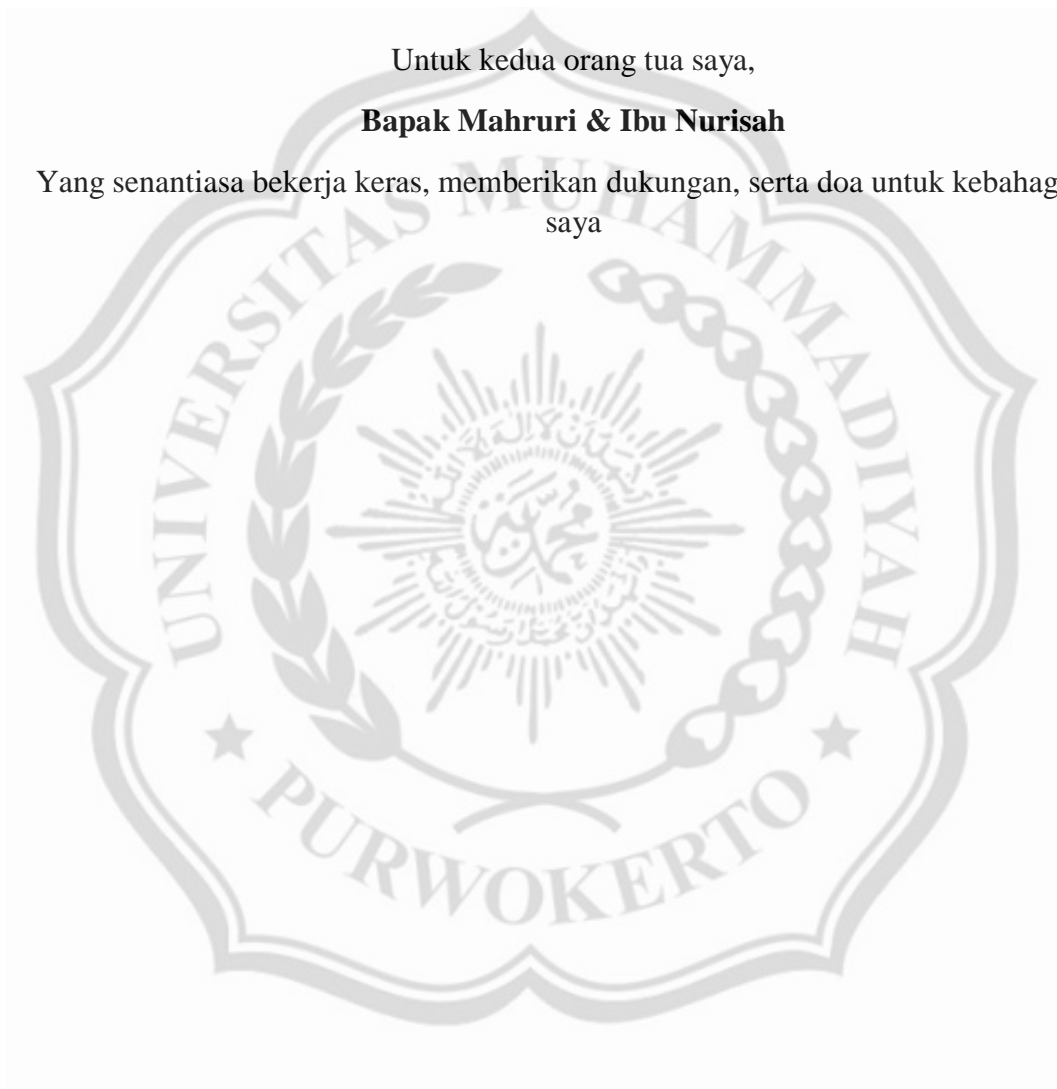 Untuk kedua orang tua saya,
Bapak Mahruri & Ibu Nurisah
Yang senantiasa bekerja keras, memberikan dukungan, serta doa untuk kebahag
saya
UNIVERSITAS MUHAMMADIYAH
PURWOKERTO